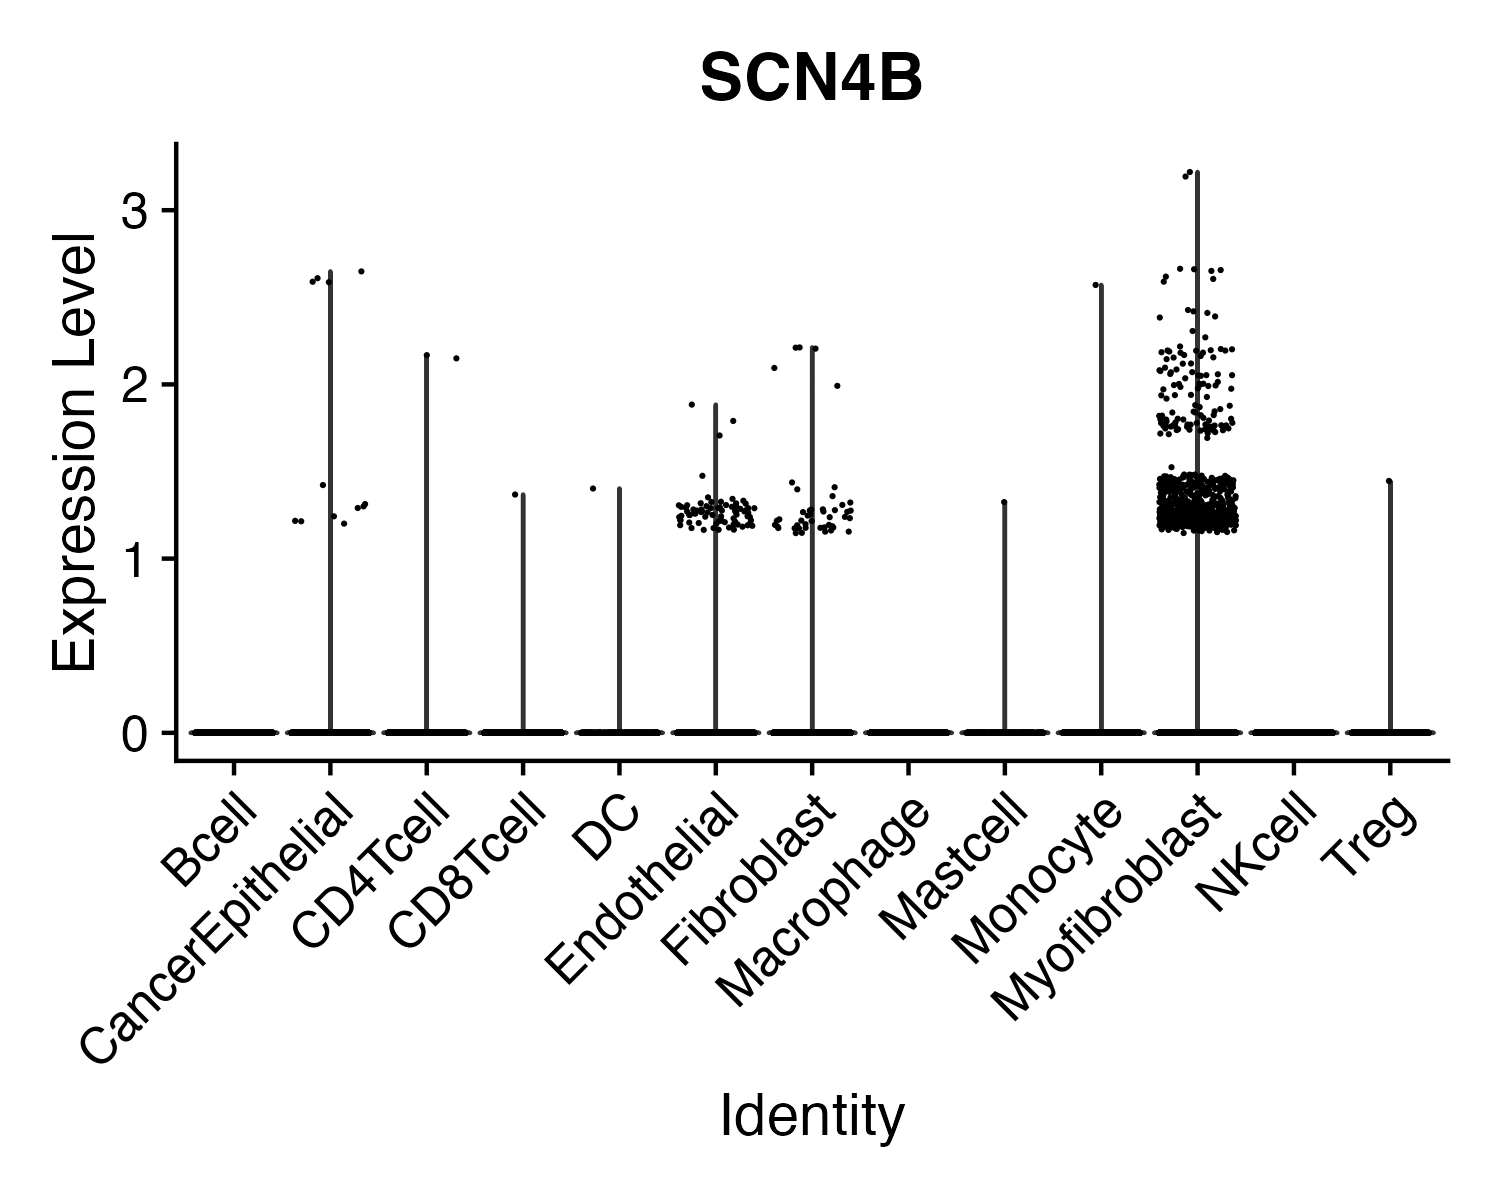 SCN4B
Expression Level
3
2
1
0
Bcell
CancerEpithelial
CD4Tcell
CD8Tcell
DC
Endothelial
Fibroblast
Macrophage
Mastcell
Monocyte
Myofibroblast
NKcell
Treg
Identity